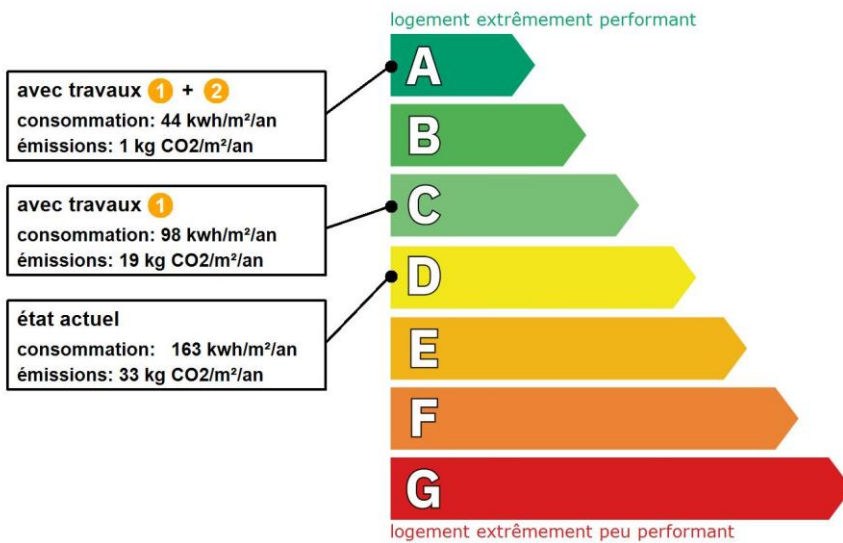 logement extrêmement performant
A
avec travaux 1 + 2
consommation: 44 kwh/m²/an
émissions: 1 kg CO2/m²/an
B
avec travaux 1
consommation: 98 kwh/m²/an
émissions: 19 kg CO2/m²/an
C
D
état actuel
consommation: 163 kwh/m²/an
émissions: 33 kg CO2/m²/an
E
F
G
logement extrêmement peu performant